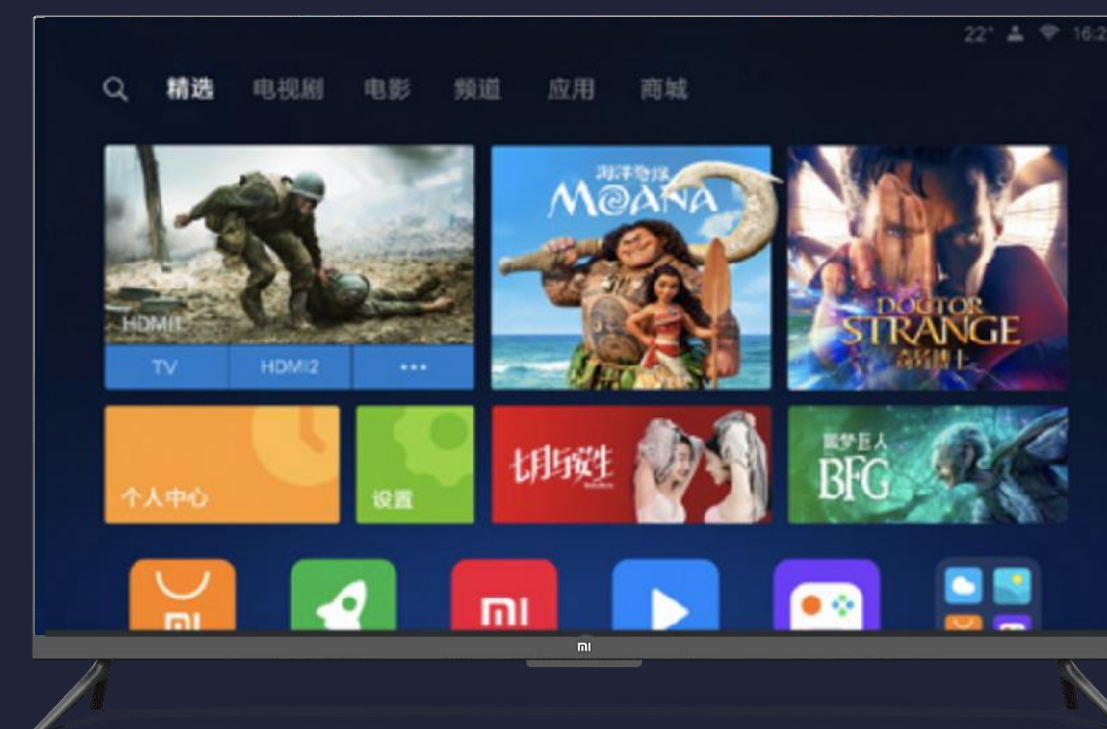 22° 16:2
精选 电视剧 电影 频道 应用 商城
HDMI1
TV HDMI2 •••
海洋奇缘
MOANA
DOCTOR
STRANGE
奇异博士
个人中心
设置
七月与安生
圆梦巨人
BFG
mi
mi
mi